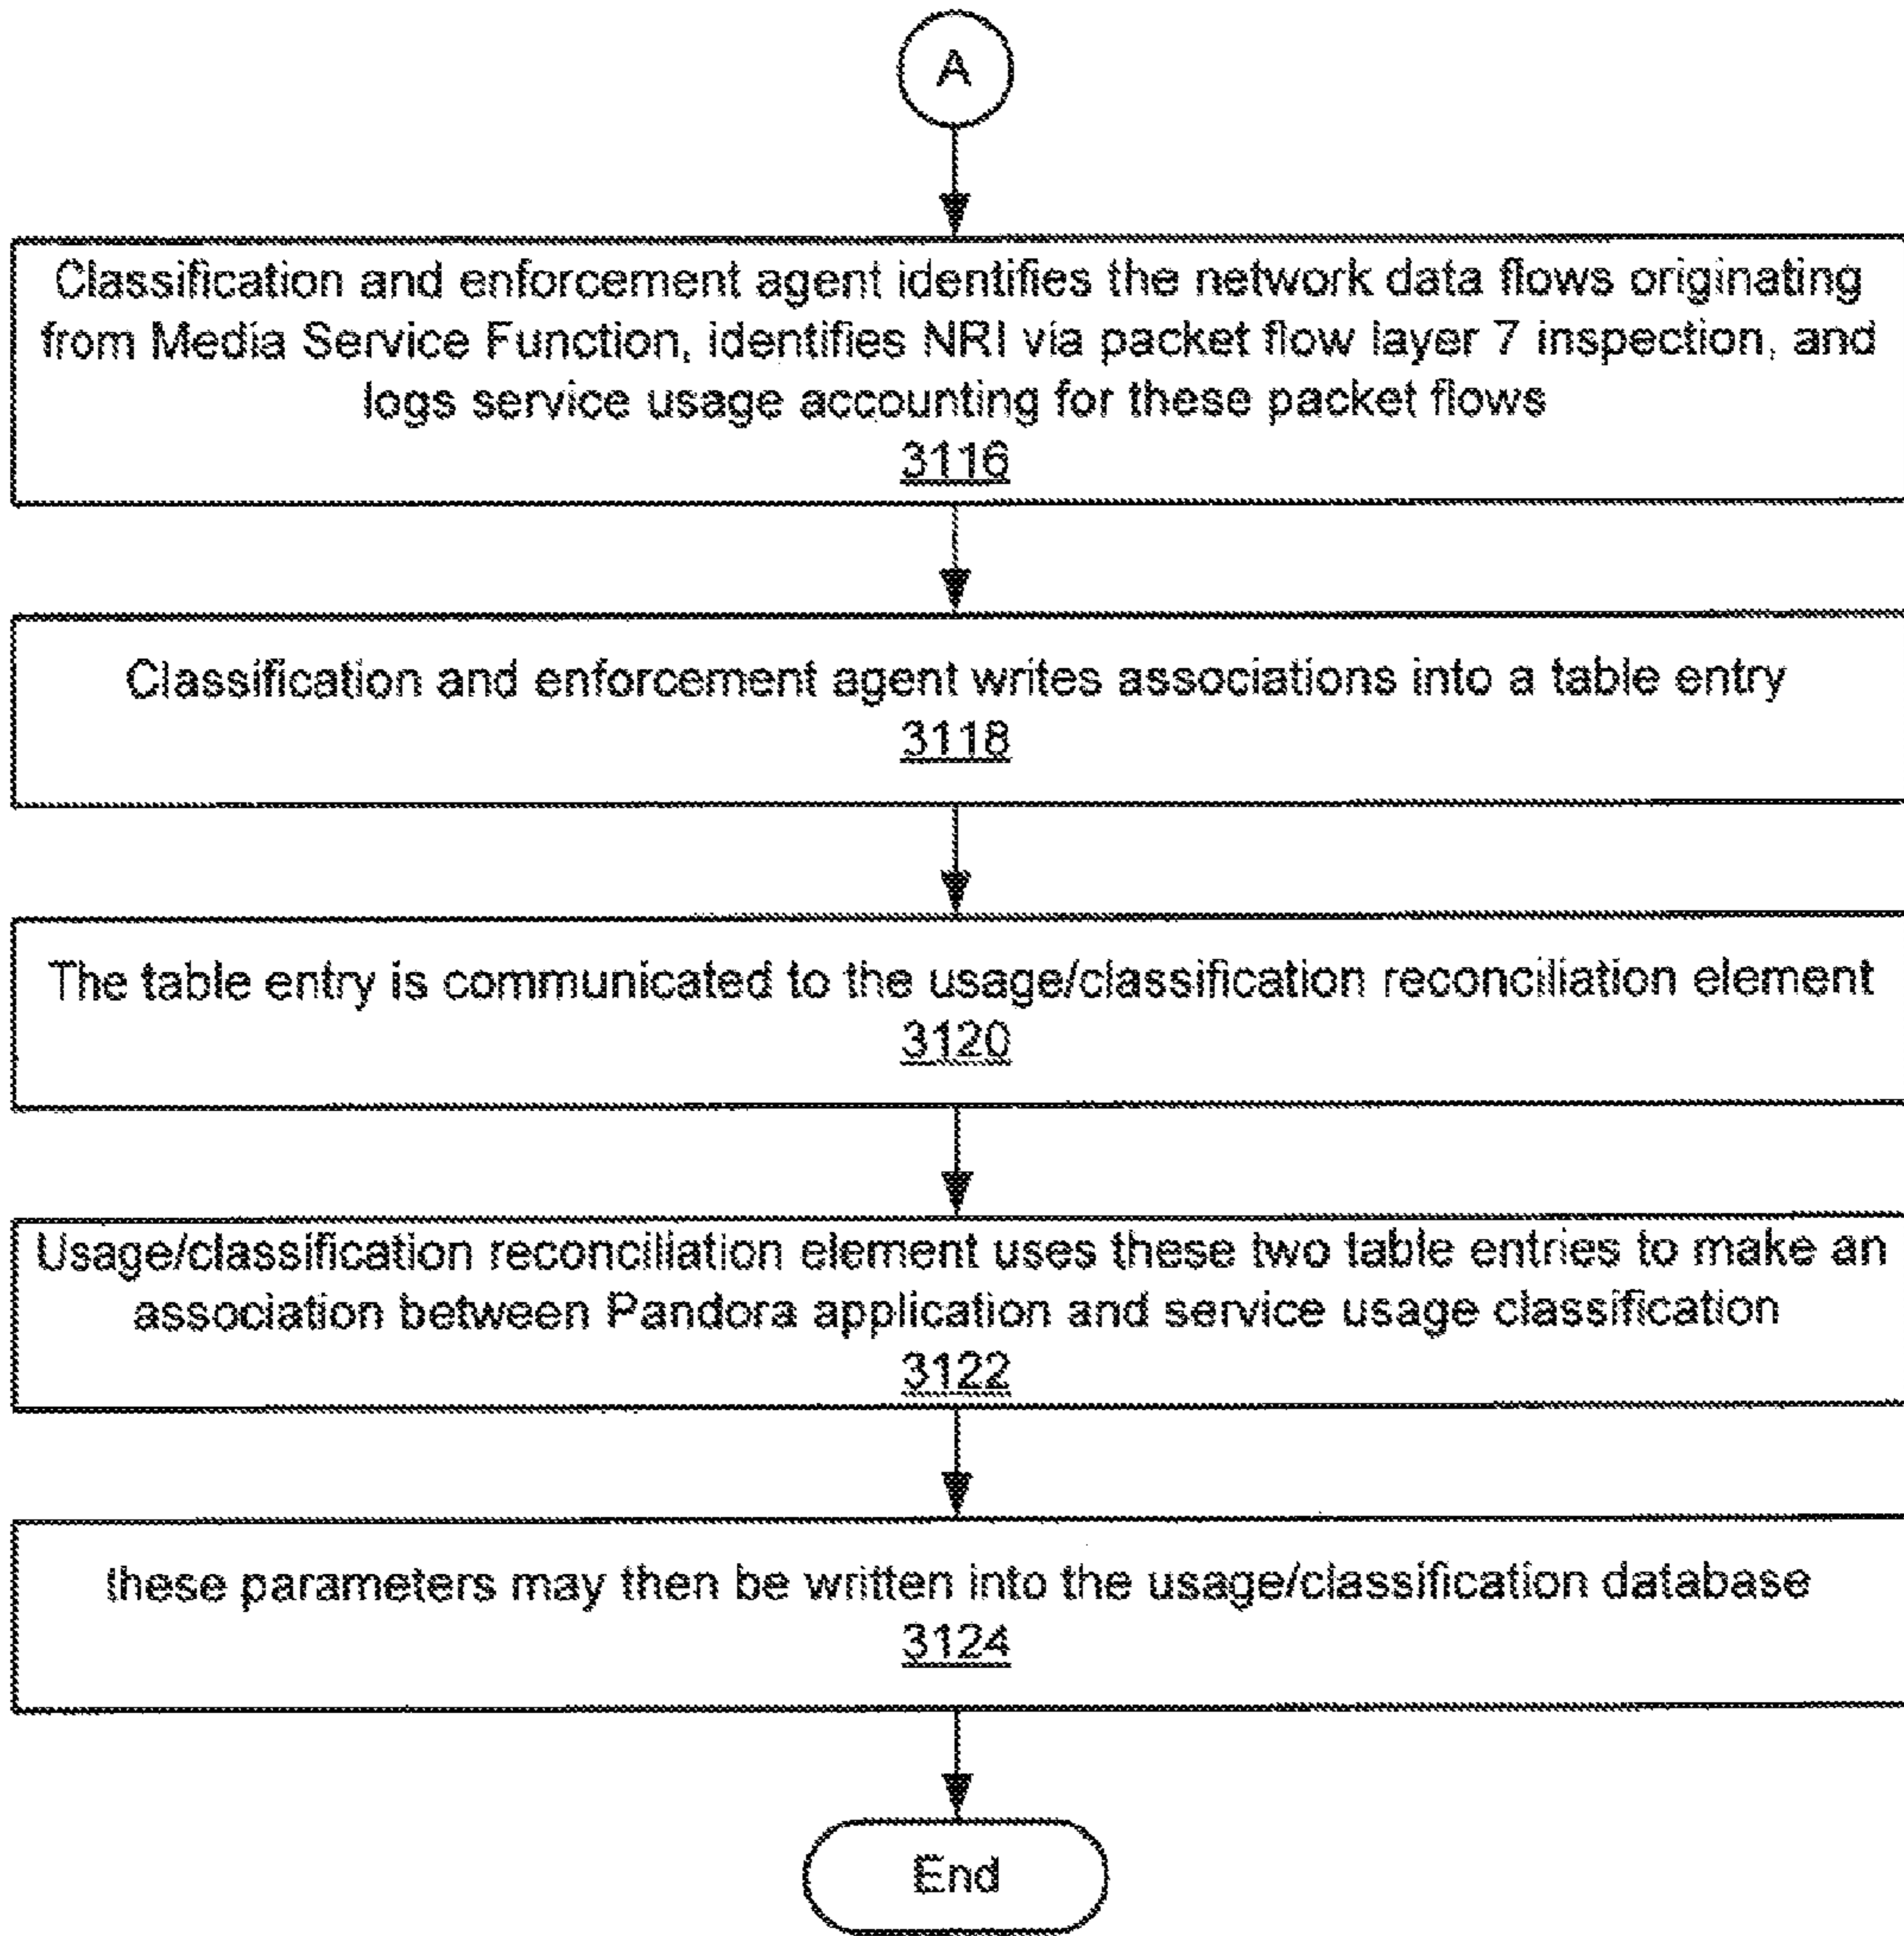 A
Classification and enforcement agent identifies the network data flows originating
from Media Service Function, identifies NRI via packet flow layer 7 inspection, and
logs service usage accounting for these packet flows
3116
Classification and enforcement agent writes associations into a table entry
3118
The table entry is communicated to the usage/classification reconciliation element
3120
Usage/classification reconciliation element uses these two table entries to make an
association between Pandora application and service usage classification
3122
these parameters may then be written into the usage/classification database
3124
End